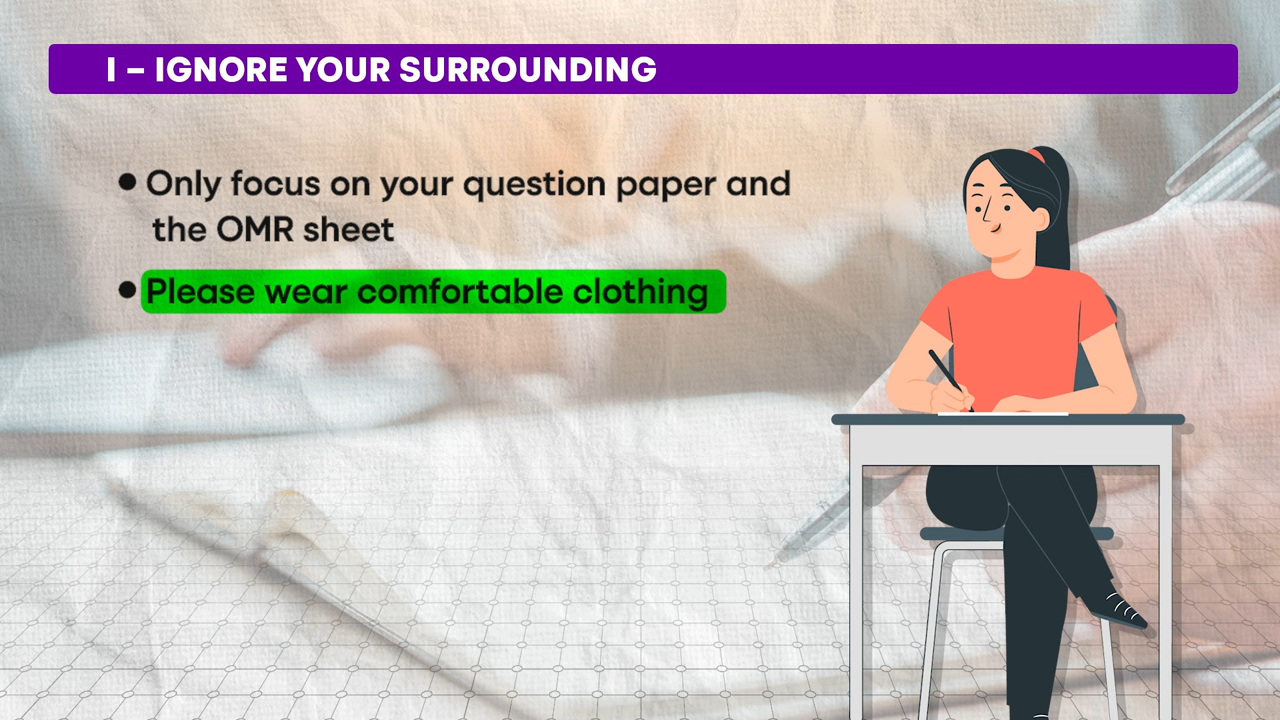 I – IGNORE YOUR SURROUNDING
• Only focus on your question paper and
the OMR sheet
• Please wear comfortable clothing